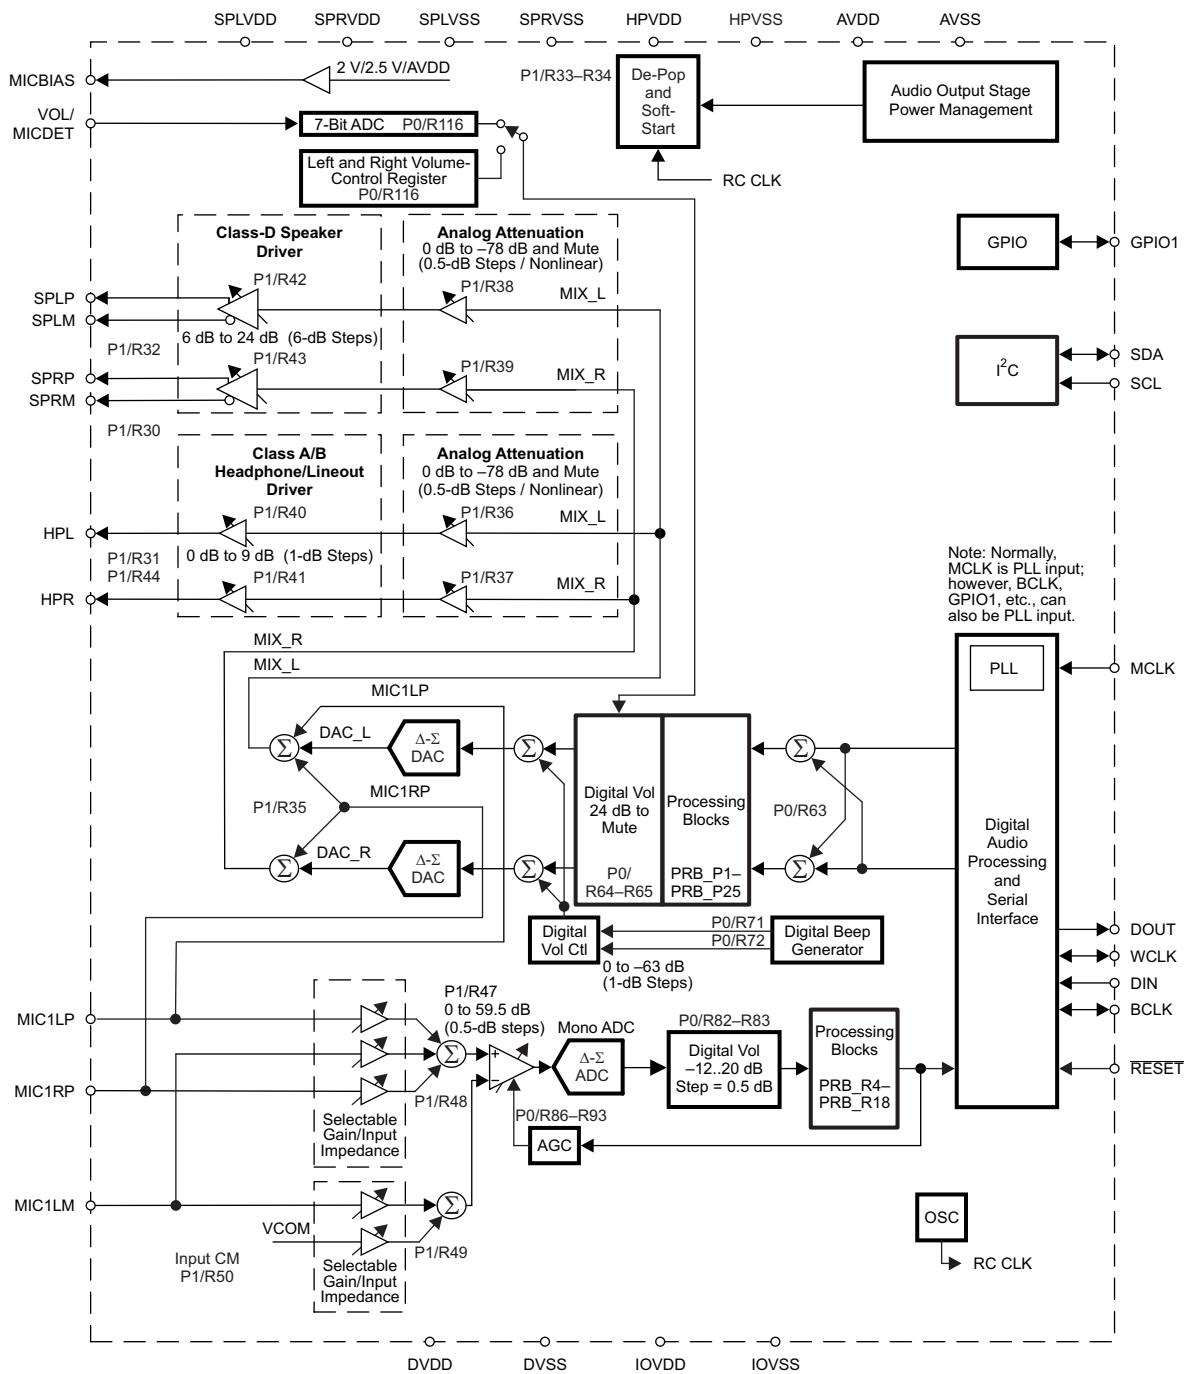 SPLVDD SPRVDD SPLVSS SPRVSS HPVDD HPVSS AVDD AVSS
MICBIAS
2 V/2.5 V/AVDD
P1/R33–R34
De-Pop
and
Soft-
Start
Audio Output Stage
Power Management
VOL/
MICDET
7-Bit ADC P0/R116
Left and Right Volume-
Control Register
P0/R116
RC CLK
Class-D Speaker
Driver
P1/R42
Analog Attenuation
0 dB to –78 dB and Mute
(0.5-dB Steps / Nonlinear)
P1/R38
MIX_L
GPIO
GPIO1
SPLP
SPLM
6 dB to 24 dB (6-dB Steps)
P1/R32
P1/R43
P1/R39
MIX_R
I2C
SDA
SCL
SPRP
SPRM
P1/R30
Class A/B
Headphone/Lineout
Driver
P1/R40
Analog Attenuation
0 dB to –78 dB and Mute
(0.5-dB Steps / Nonlinear)
P1/R36
MIX_L
HPL
0 dB to 9 dB (1-dB Steps)
P1/R31
P1/R44
P1/R41
P1/R37
MIX_R
HPR
Note: Normally,
MCLK is PLL input;
however, BCLK,
GPIO1, etc., can
also be PLL input.
MIX_R
MIX_L
PLL
MCLK
MIC1LP
Σ
DAC_L
Δ-Σ
DAC
Σ
Σ
MIC1RP
P1/R35
Digital Vol
24 dB to
Mute
P0/
R64–R65
Processing
Blocks
PRB_P1–
PRB_P25
P0/R63
Digital
Audio
Processing
and
Serial
Interface
Σ
DAC_R
Δ-Σ
DAC
Σ
Σ
Digital
Vol Ctl
P0/R71
P0/R72
Digital Beep
Generator
0 to –63 dB
(1-dB Steps)
DOUT
WCLK
DIN
BCLK
RESET
MIC1LP
P1/R47
0 to 59.5 dB
(0.5-dB steps)
Σ
+
–
Mono ADC
Δ-Σ
ADC
P0/R82–R83
Digital Vol
–12..20 dB
Step = 0.5 dB
Processing
Blocks
PRB_R4–
PRB_R18
MIC1RP
P1/R48
P0/R86–R93
AGC
Selectable
Gain/Input
Impedance
MIC1LM
Σ
VCOM
P1/R49
Input CM
P1/R50
Selectable
Gain/Input
Impedance
OSC
RC CLK
DVDD DVSS IOVDD IOVSS